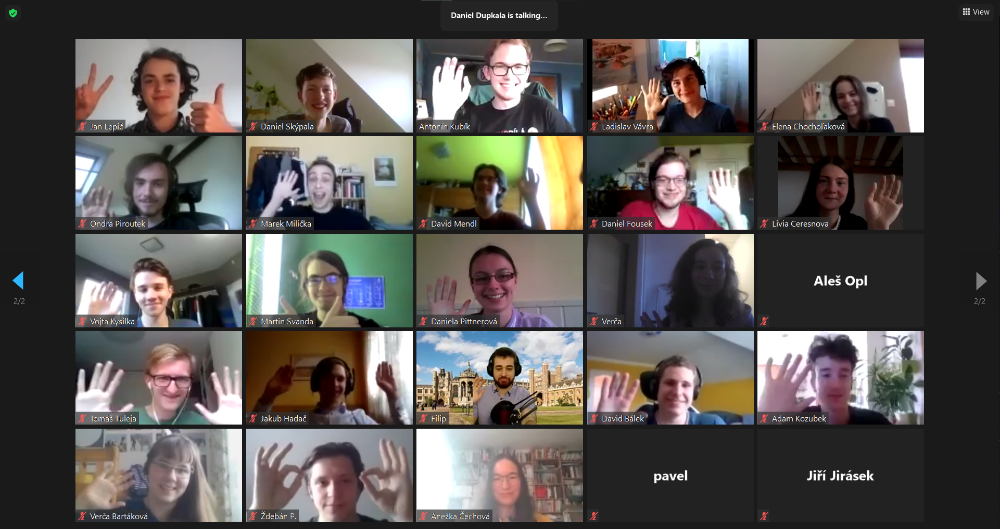 Daniel Dupkala is talking...
View
Jan Lepič
Daniel Skýpala
Antonín Kubík
Ladislav Vávra
Elena Chocholaková
Ondra Piroutek
Marek Milička
David Mendl
Daniel Fousek
Livia Ceresnova
2/2
Vojta Kysilka
Martin Svanda
Daniela Pittnerová
Verča
Aleš Opl
2/2
Tomáš Tuleja
Jakub Hadač
Filip
David Bálek
Adam Kozubek
Verča Bartáková
Ždebán P.
Anežka Čechová
pavel
Jiří Jirásek